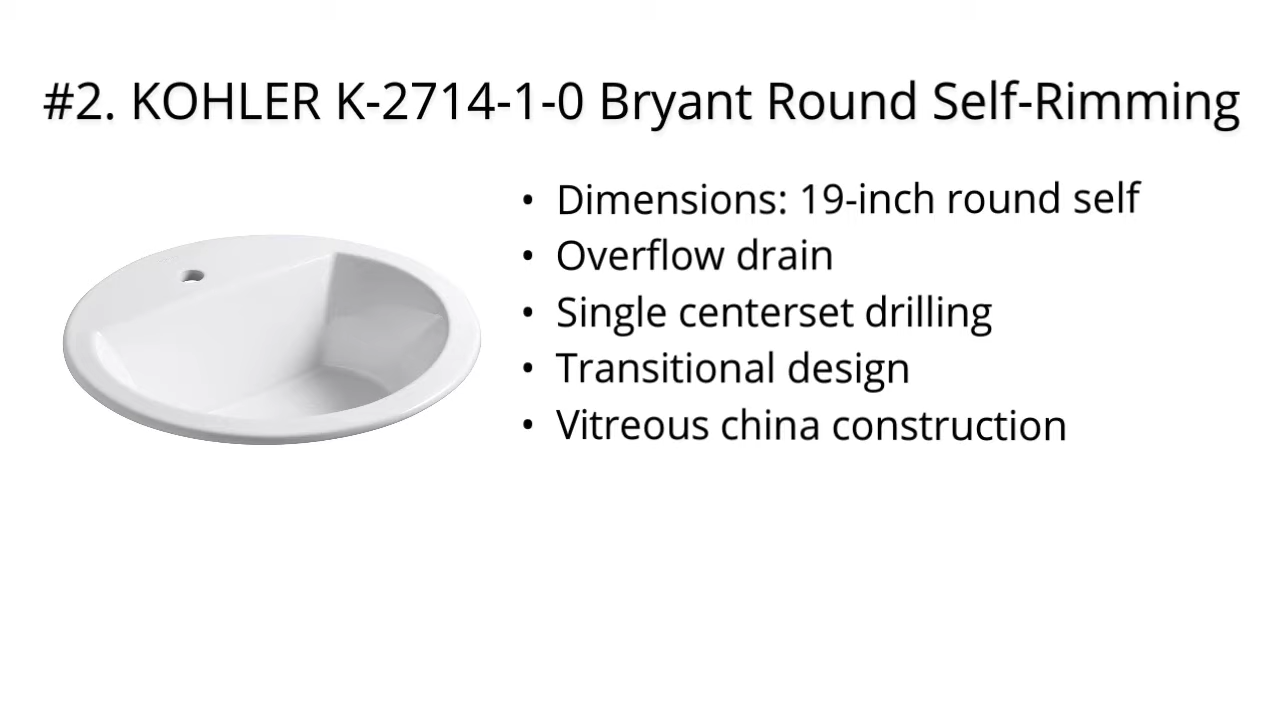 #2. KOHLER K-2714-1-0 Bryant Round Self-Rimming
• Dimensions: 19-inch round self
• Overflow drain
• Single centerset drilling
• Transitional design
• Vitreous china construction